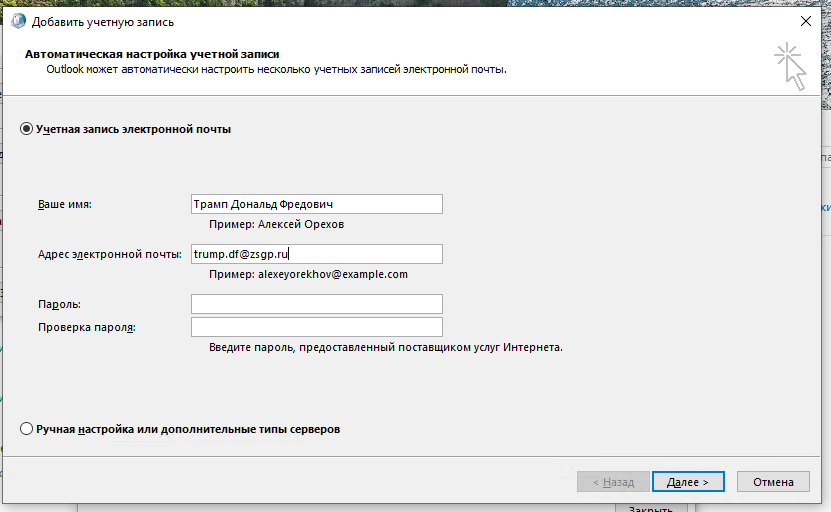 Добавить учетную запись
Автоматическая настройка учетной записи
Outlook может автоматически настроить несколько учетных записей электронной почты.
Учетная запись электронной почты
Ваше имя: Трамп Дональд Фредович
Пример: Алексей Орехов
Адрес электронной почты: trump.df@zsgp.ru
Пример: alexeyorekhov@example.com
Пароль:
Проверка пароля:
Введите пароль, предоставленный поставщиком услуг Интернета.
Ручная настройка или дополнительные типы серверов
< Назад Далее > Отмена
Закрыть